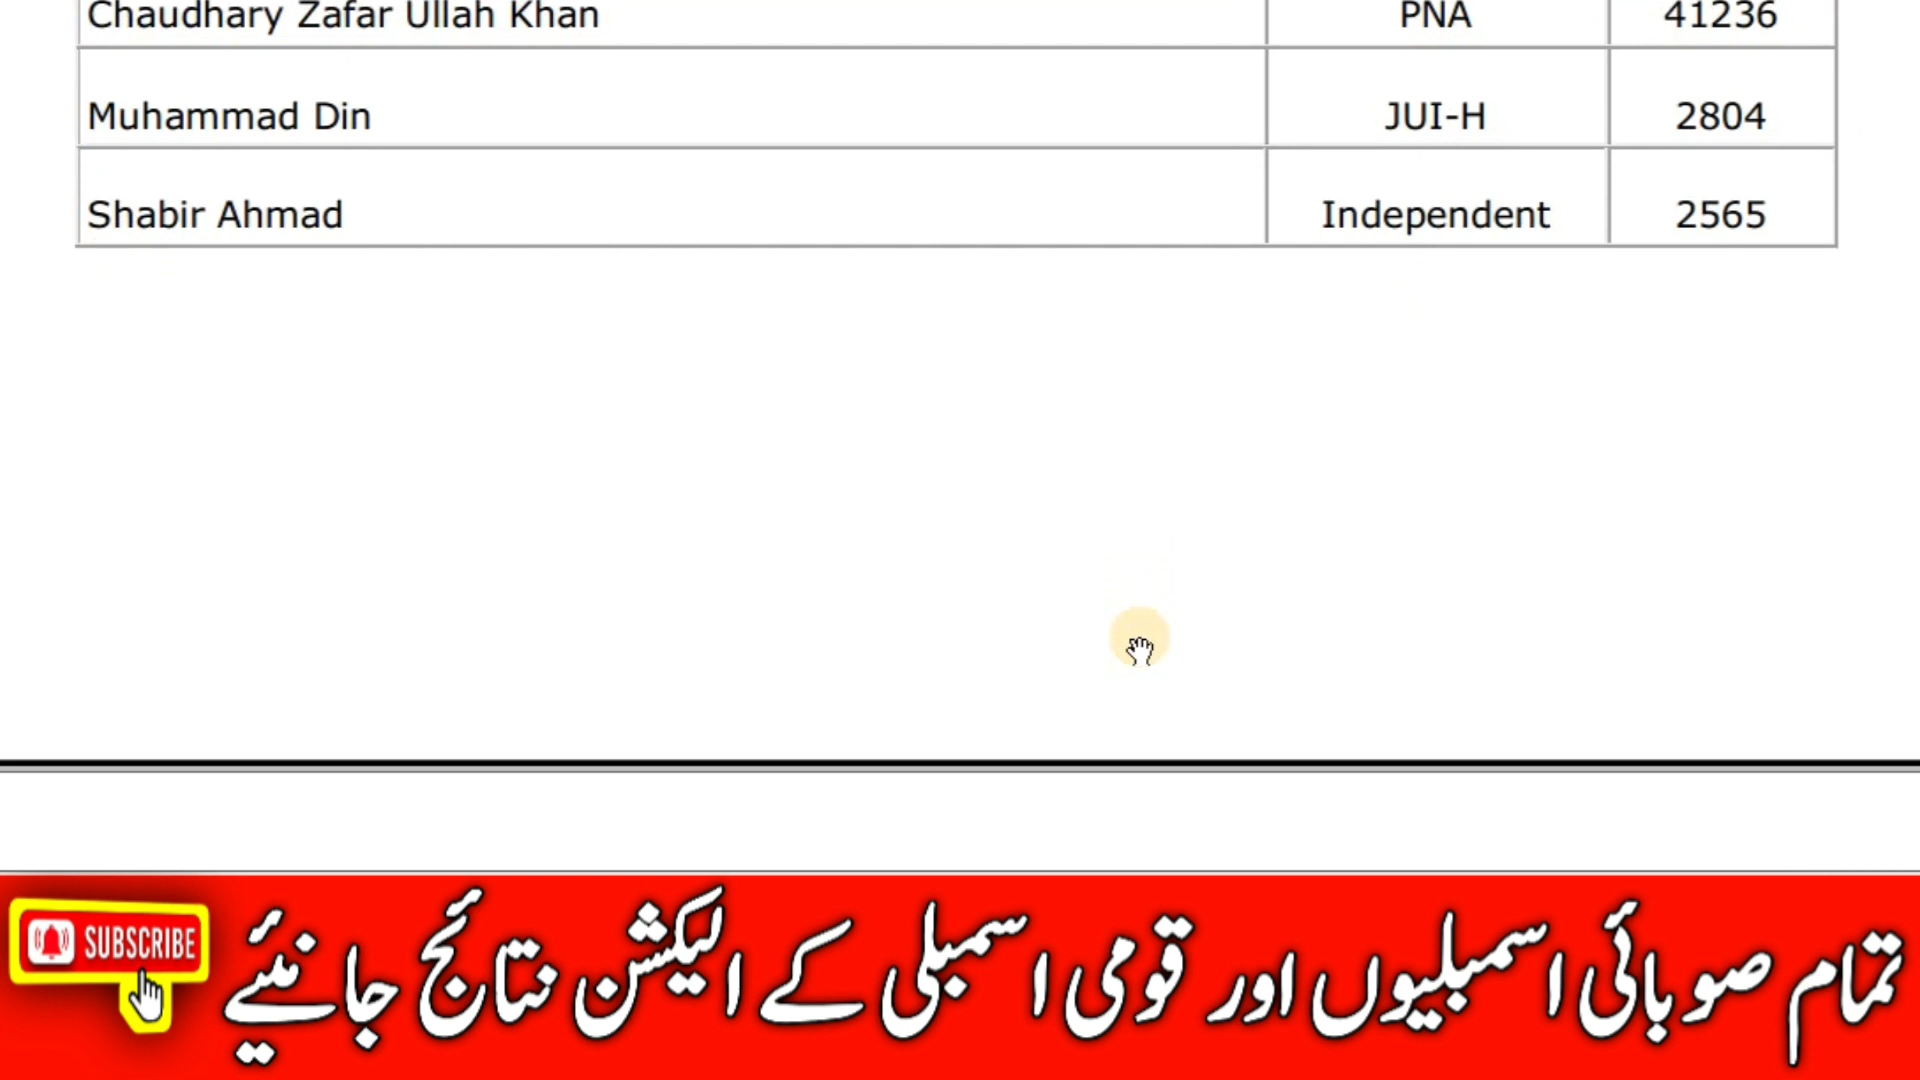 Chaudhary Zafar Ullah Khan PNA 41236
Muhammad Din JUI-H 2804
Shabir Ahmad Independent 2565
SUBSCRIBE
تمام صوبائی اسمبلیوں اور قومی اسمبلی کے الیکشن نتائج جانیئے